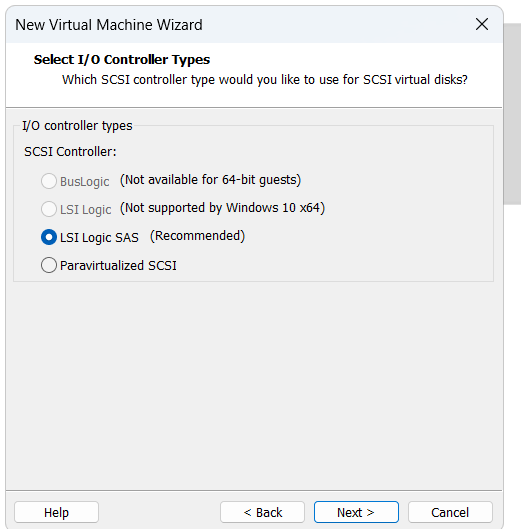 New Virtual Machine Wizard
Select I/O Controller Types
Which SCSI controller type would you like to use for SCSI virtual disks?
I/O controller types
SCSI Controller:
BusLogic (Not available for 64-bit guests)
LSI Logic (Not supported by Windows 10 x64)
LSI Logic SAS (Recommended)
Paravirtualized SCSI
Help < Back Next > Cancel